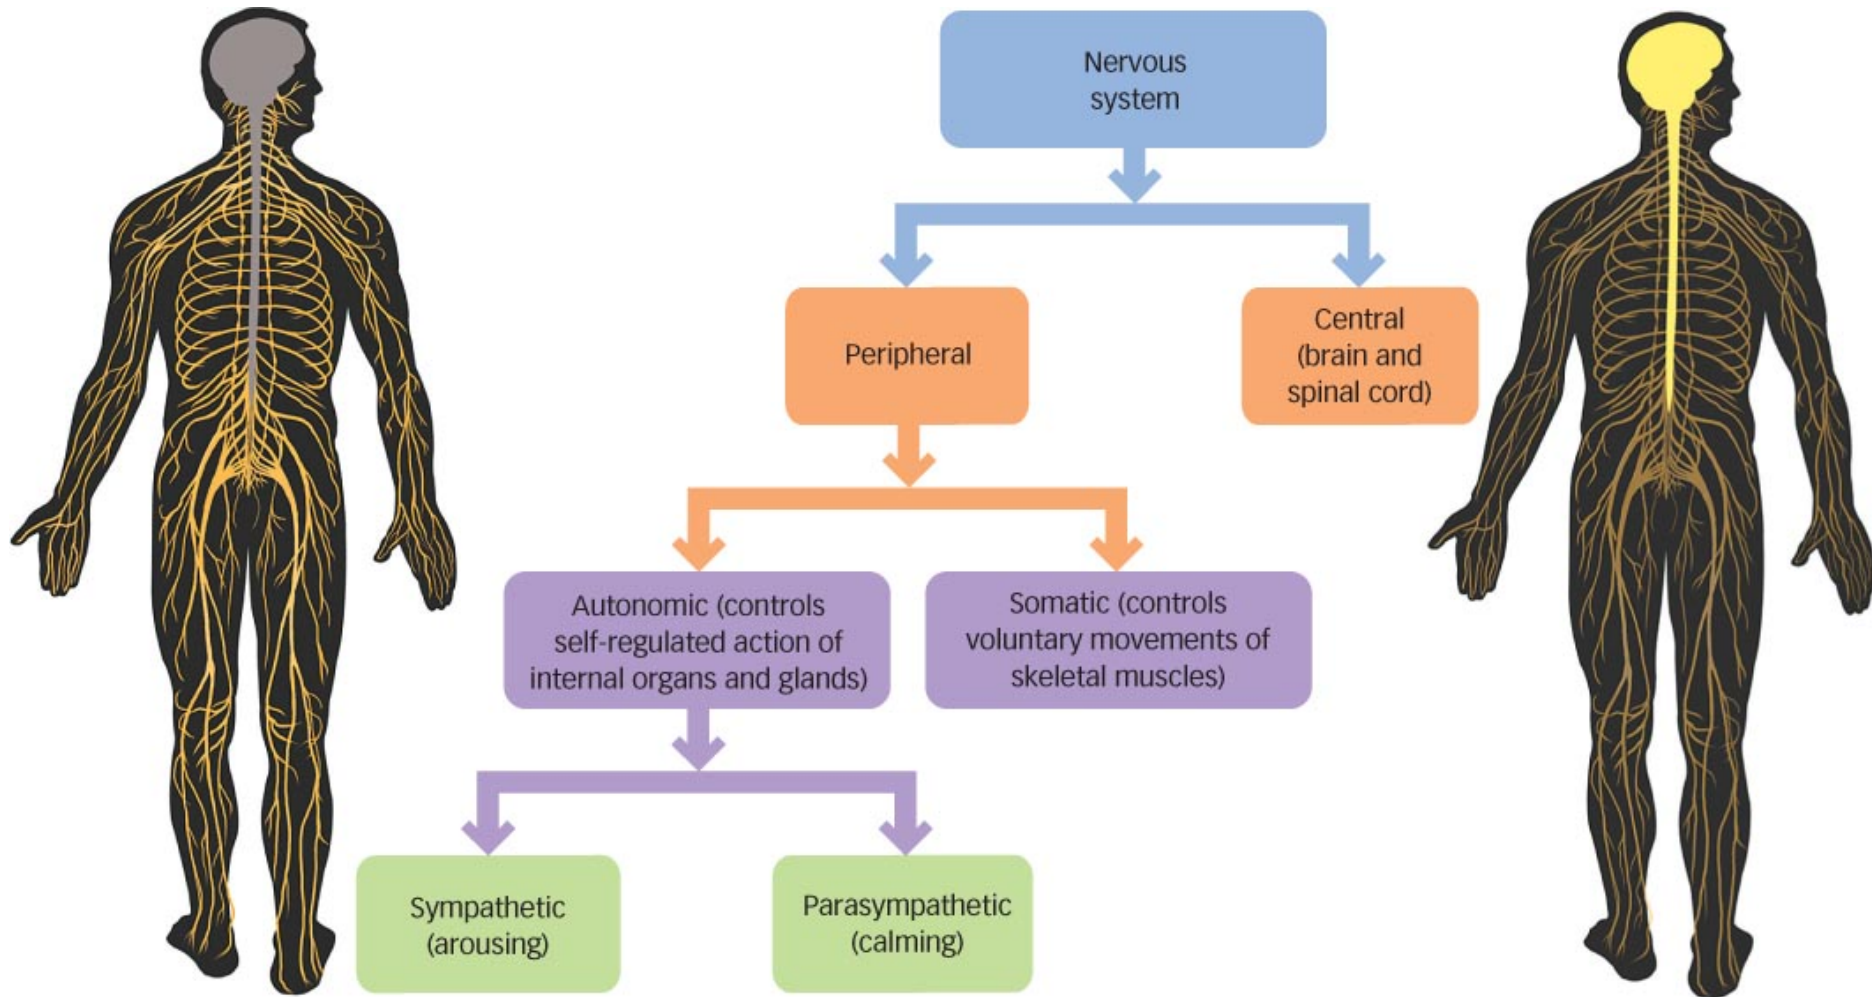 Nervous
system
Peripheral
Central
(brain and
spinal cord)
Autonomic (controls
self-regulated action of
internal organs and glands)
Somatic (controls
voluntary movements of
skeletal muscles)
Sympathetic
(arousing)
Parasympathetic
(calming)